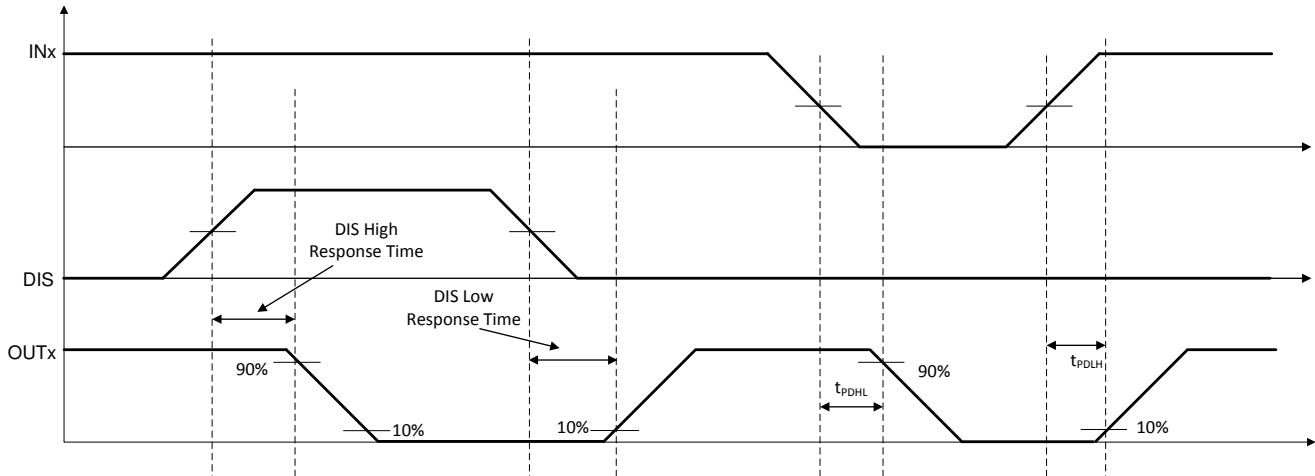 INx
DIS High
Response Time
DIS
DIS Low
Response Time
OUTx
90%
10%
10%
tPDHL
90%
tPDLH
10%